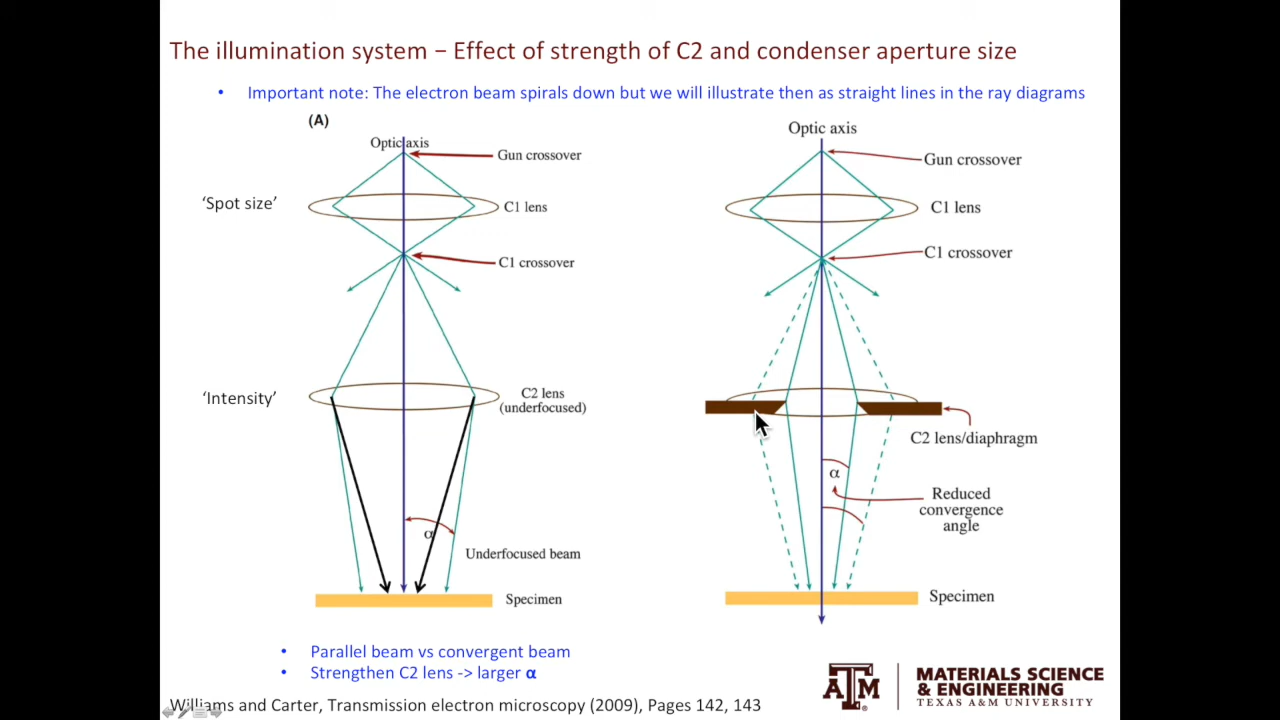 The illumination system – Effect of strength of C2 and condenser aperture size
• Important note: The electron beam spirals down but we will illustrate then as straight lines in the ray diagrams
(A)
Optic axis
Gun crossover
'Spot size'
C1 lens
C1 crossover
'Intensity'
C2 lens
(underfocused)
α
Underfocused beam
Specimen
Optic axis
Gun crossover
C1 lens
C1 crossover
C2 lens/diaphragm
α
Reduced
convergence
angle
Specimen
• Parallel beam vs convergent beam
• Strengthen C2 lens -> larger α
Williams and Carter, Transmission electron microscopy (2009), Pages 142, 143
ATM
®
MATERIALS SCIENCE
& ENGINEERING
TEXAS A&M UNIVERSITY